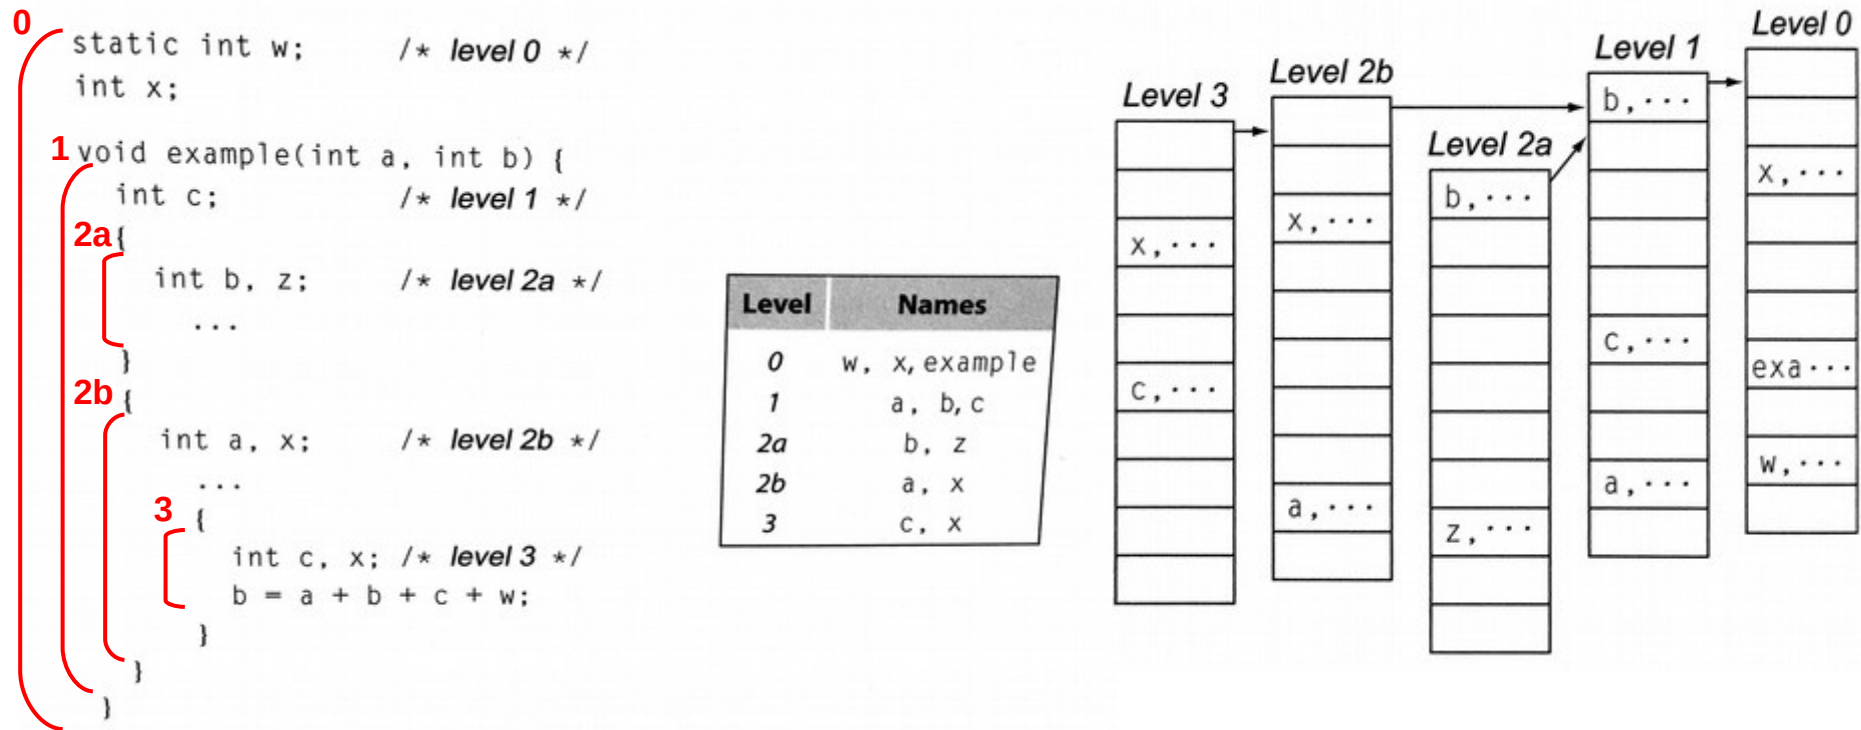 0
static int w; /* level 0 */
int x;
1
void example(int a, int b) {
int c; /* level 1 */
2a
{
int b, z; /* level 2a */
...
}
2b
{
int a, x; /* level 2b */
...
3
{
int c, x; /* level 3 */
b = a + b + c + w;
}
}
}
Level Names
0 w, x, example
1 a, b, c
2a b, z
2b a, x
3 c, x
Level 3
x, ...
c, ...
Level 2b
x, ...
a, ...
Level 2a
b, ...
z, ...
Level 1
b, ...
c, ...
a, ...
Level 0
x, ...
exa...
w, ...